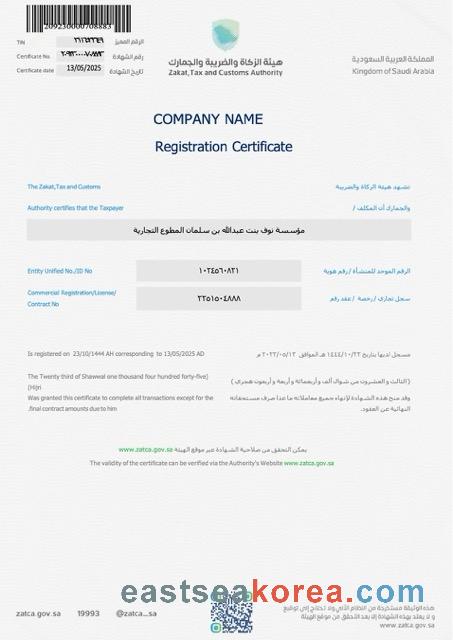 209230000708883
TIN
الرقم المميز
Certificate No.
رقم الشهادة
Certificate date 13/05/2025 تاريخ الشهادة
هيئة الزكاة والضريبة والجمارك
Zakat,Tax and Customs Authority
المملكة العربية السعودية
Kingdom of Saudi Arabia
COMPANY NAME
Registration Certificate
The Zakat,Tax and Customs
تشهد هيئة الزكاة والضريبة
Authority certifies that the Taxpayer
والجمارك أن المكلف /
مؤسسة نوف بنت عبدالله بن سلمان المطوع التجارية
Entity Unified No./ID No
١٠٢٤٥٦٠٨٢١
الرقم الموحد للمنشأة / رقم هوية
Commercial Registration/License/
Contract No
٢٢٥١٥٠٤٨٨٨
سجل تجاري / رخصة / عقد رقم
Is registered on 23/10/1444 AH corresponding to 13/05/2025 AD
مسجل لديها بتاريخ ١٤٤٤/١٠/٢٣ هـ الموافق ٢٠٢٣/٠٥/١٣ م
The Twenty third of Shawwal one thousand four hundred forty-five)
(Hijri
(الثالث و العشرون من شوال ألف وأربعمائة و أربعة و أربعون هجري )
Was granted this certificate to complete all transactions except for the
.final contract amounts due to him
وقد منح هذه الشهادة لإنهاء جميع معاملاته ما عدا صرف مستحقاته
النهائية عن العقود.
يمكن التحقق من صلاحية الشهادة عبر موقع الهيئة www.zatca.gov.sa
The validity of the certificate can be verified via the Authority's Website www.zatca.gov.sa
eastseakorea.com
zatca.gov.sa 19993 @zatca_sa
هذه الوثيقة مستخرجة من النظام الآلي ولا تحتاج إلى توقيع
و لا يعتد بهذه الشهادة إلا بعد التحقق من موقع الهيئة
www.zatca.gov.sa